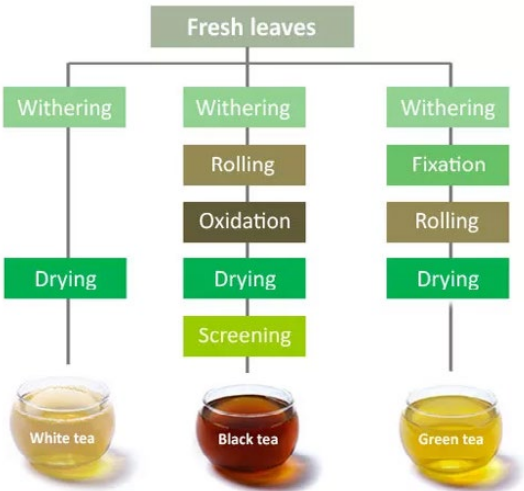 Fresh leaves
Withering
Withering
Withering
Rolling
Fixation
Oxidation
Rolling
Drying
Drying
Drying
Screening
White tea
Black tea
Green tea